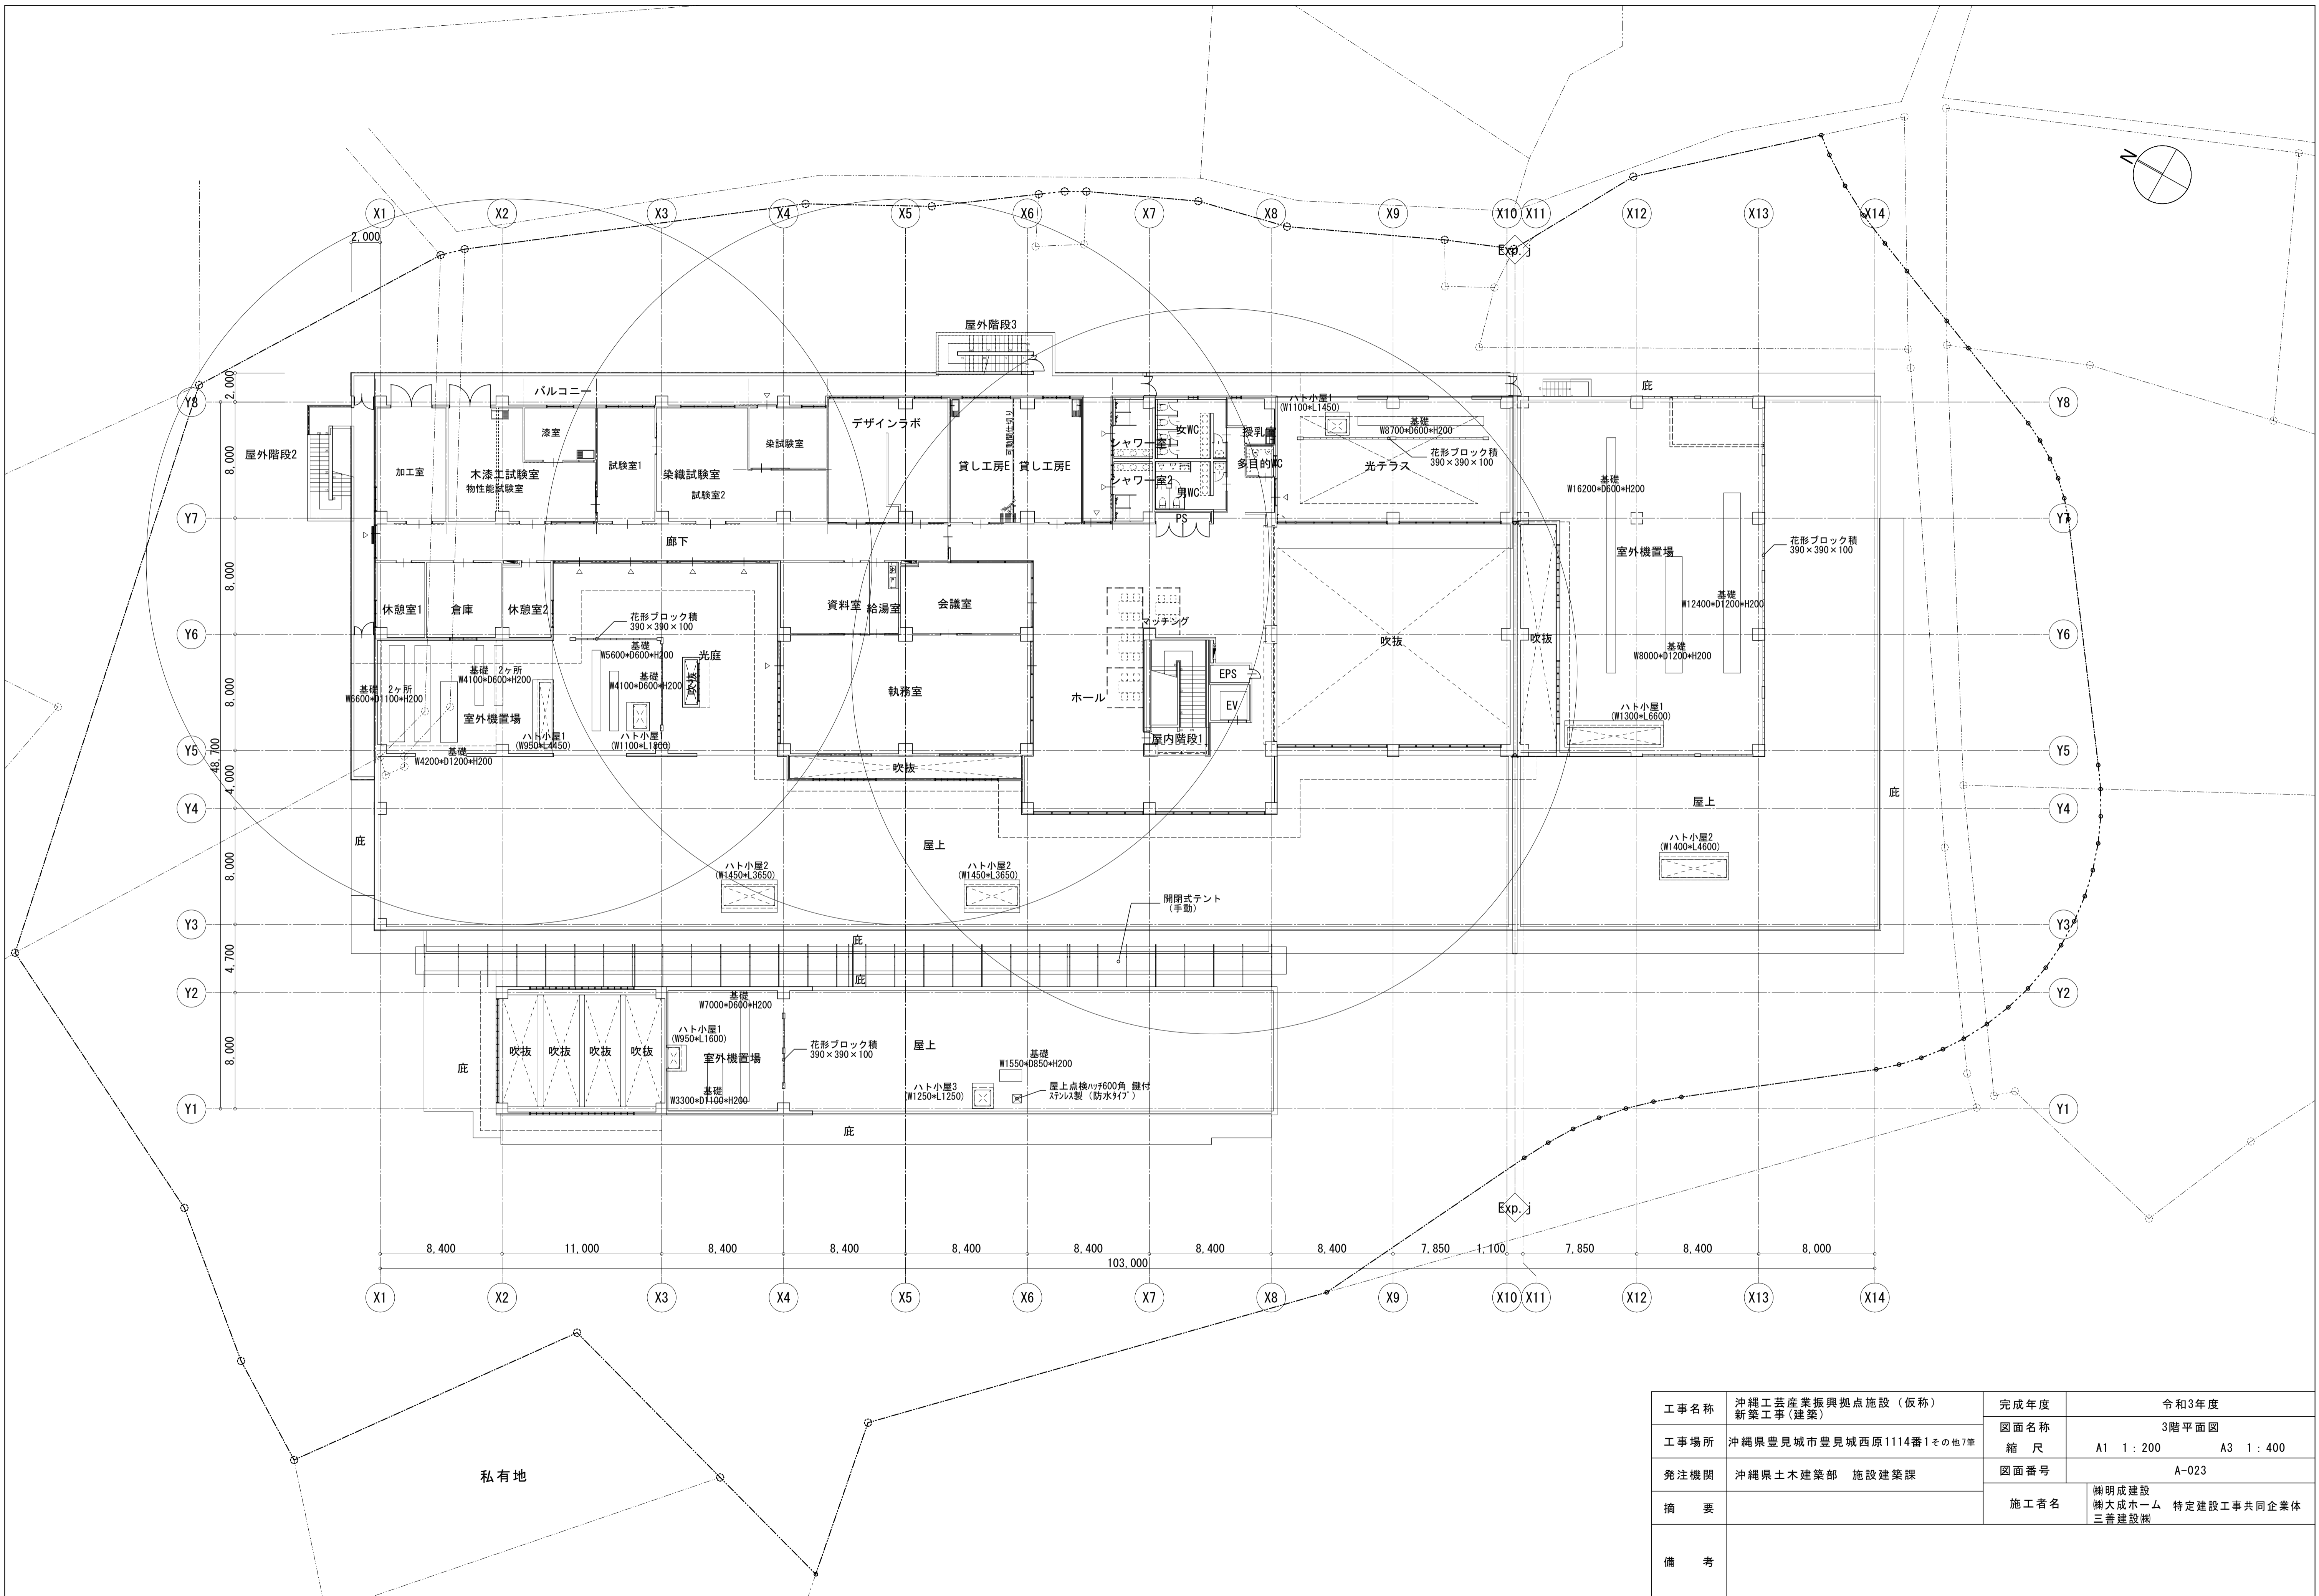 N
X1 X2 X3 X4 X5 X6 X7 X8 X9 X10 X11 X12 X13 X14
2,000
Exp.j
屋外階段3
2,000
バルコニー
庇
Y8
Y8
ハト小屋1
(W1100*L1450)
基礎
W8700*D600*H200
デザインラボ
漆室
染試験室
女WC
授乳室
シャワー室1
屋外階段2
8,000
加工室
木漆工試験室
物性能試験室
試験室1
染織試験室
試験室2
可動間仕切り
貸し工房E
貸し工房E
花形ブロック積
390×390×100
多目的WC
光テラス
シャワー室2
男WC
基礎
W16200*D600*H200
Y7
PS
Y7
廊下
花形ブロック積
390×390×100
室外機置場
8,000
休憩室1
倉庫
休憩室2
資料室
給湯室
会議室
基礎
W12400*D1200*H200
花形ブロック積
390×390×100
マッチング
Y6
吹抜
吹抜
Y6
基礎
W5600*D600*H200
光庭
基礎
W8000*D1200*H200
基礎 2ヶ所
W6600*D1100*H200
基礎 2ヶ所
W4100*D600*H200
基礎
W4100*D600*H200
吹抜
執務室
ホール
EPS
EV
8,000
室外機置場
ハト小屋1
(W950*L4450)
ハト小屋1
(W1100*L1800)
屋内階段1
ハト小屋1
(W1300*L6600)
Y5
基礎
W4200*D1200*H200
Y5
48,700
4,000
吹抜
屋上
庇
Y4
Y4
庇
屋上
ハト小屋2
(W1400*L4600)
8,000
ハト小屋2
(W1450*L3650)
ハト小屋2
(W1450*L3650)
開閉式テント
(手動)
Y3
Y3
庇
4,700
庇
Y2
Y2
基礎
W7000*D600*H200
ハト小屋1
(W950*L1600)
8,000
吹抜
吹抜
吹抜
吹抜
室外機置場
花形ブロック積
390×390×100
屋上
基礎
W1550*D850*H200
庇
基礎
W3300*D1100*H200
ハト小屋3
(W1250*L1250)
屋上点検ハッチ600角 鍵付
ステンレス製(防水タイプ)
Y1
Y1
庇
Exp.j
8,400 11,000 8,400 8,400 8,400 8,400 8,400 8,400 7,850 1,100 7,850 8,400 8,000
103,000
X1 X2 X3 X4 X5 X6 X7 X8 X9 X10 X11 X12 X13 X14
私有地
工事名称
沖縄工芸産業振興拠点施設(仮称)
新築工事(建築)
完成年度
令和3年度
工事場所
沖縄県豊見城市豊見城西原1114番1その他7筆
図面名称
3階平面図
縮 尺
A1 1:200 A3 1:400
発注機関
沖縄県土木建築部 施設建築課
図面番号
A-023
摘 要
施工者名
㈱明成建設
㈱大成ホーム 特定建設工事共同企業体
三善建設㈱
備 考